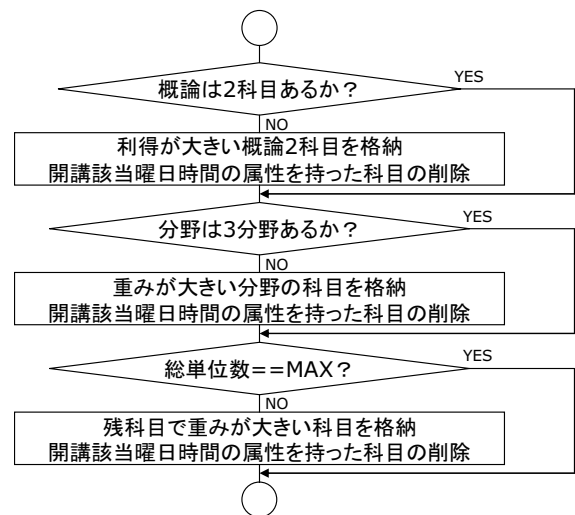 概論は2科目あるか？
YES
NO
利得が大きい概論2科目を格納
開講該当曜日時間の属性を持った科目の削除
分野は3分野あるか？
YES
NO
重みが大きい分野の科目を格納
開講該当曜日時間の属性を持った科目の削除
総単位数==MAX？
YES
NO
残科目で重みが大きい科目を格納
開講該当曜日時間の属性を持った科目の削除